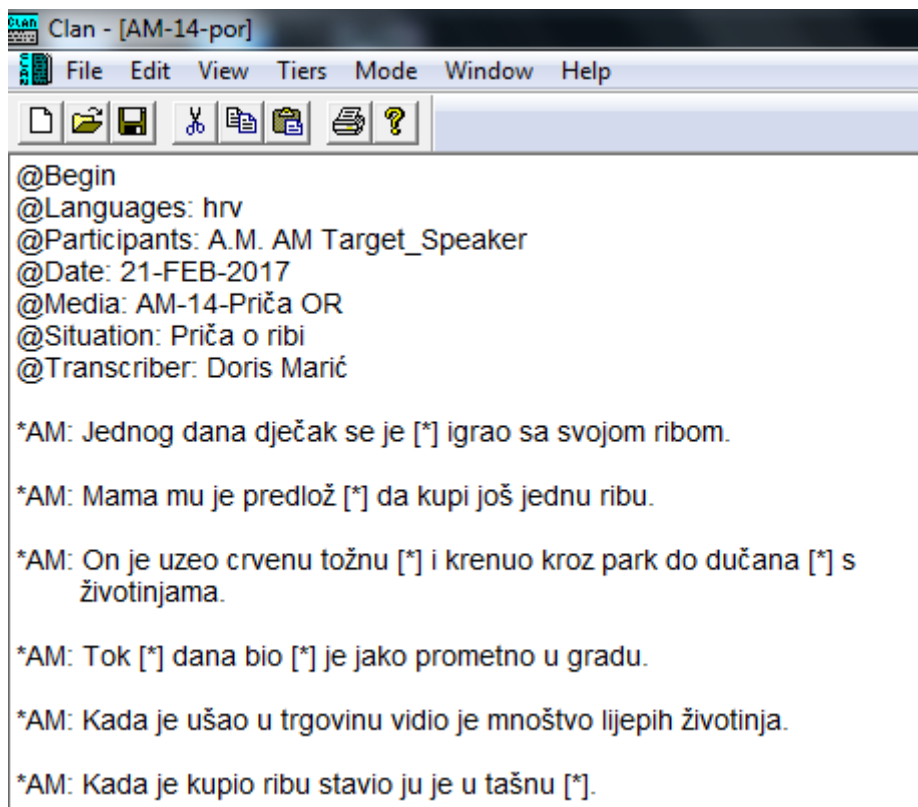 Clan - [AM-14-por]
File Edit View Tiers Mode Window Help
@Begin
@Languages: hrv
@Participants: A.M. AM Target_Speaker
@Date: 21-FEB-2017
@Media: AM-14-Priča OR
@Situation: Priča o ribi
@Transcriber: Doris Marić
*AM: Jednog dana dječak se je [*] igrao sa svojom ribom.
*AM: Mama mu je predlož [*] da kupi još jednu ribu.
*AM: On je uzeo crvenu tožnu [*] i krenuo kroz park do dučana [*] s
životinjama.
*AM: Tok [*] dana bio [*] je jako prometno u gradu.
*AM: Kada je ušao u trgovinu vidio je mnoštvo lijepih životinja.
*AM: Kada je kupio ribu stavio ju je u tašnu [*].